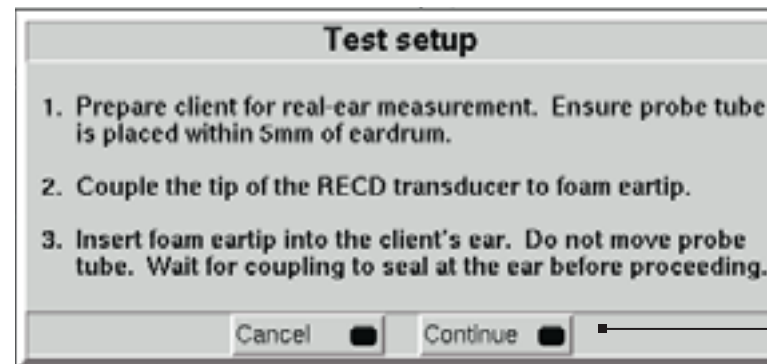 Test setup
1. Prepare client for real-ear measurement. Ensure probe tube
is placed within 5mm of eardrum.
2. Couple the tip of the RECD transducer to foam eartip.
3. Insert foam eartip into the client's ear. Do not move probe
tube. Wait for coupling to seal at the ear before proceeding.
Cancel Continue